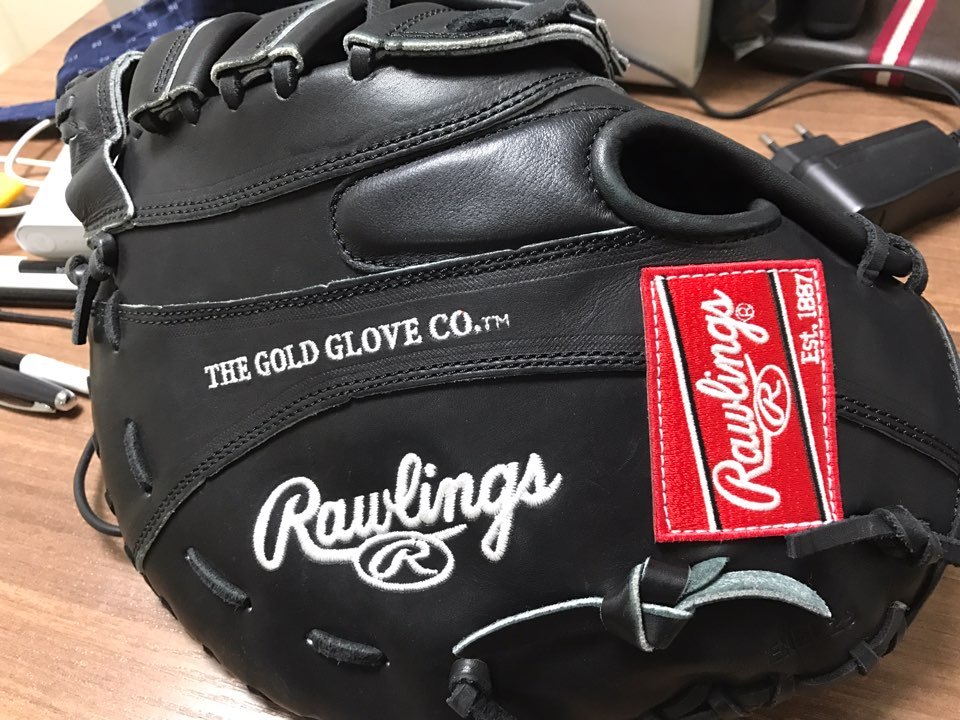 THE GOLD GLOVE CO.™
Rawlings
R
Rawlings®
R
Est. 1887